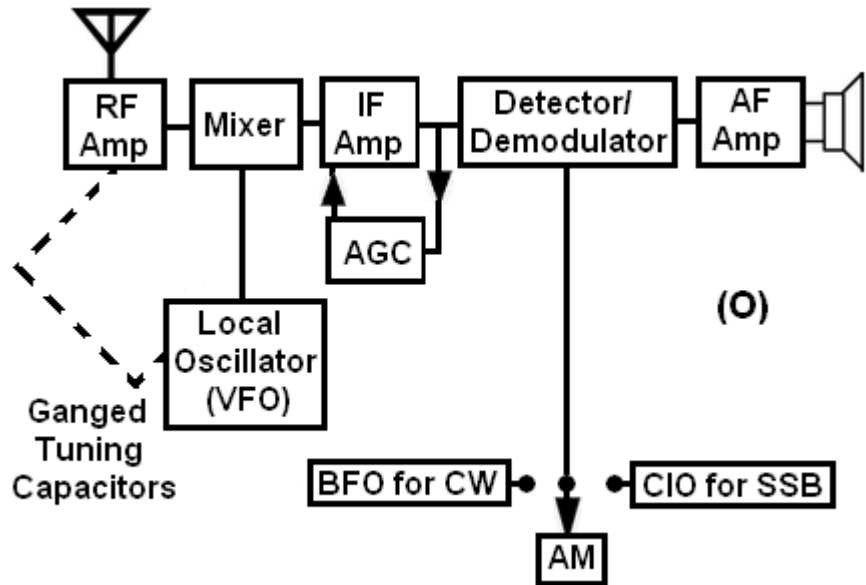 RF
Amp
Mixer
IF
Amp
Detector/
Demodulator
AF
Amp
AGC
Local
Oscillator
(VFO)
(O)
Ganged
Tuning
Capacitors
BFO for CW
CIO for SSB
AM